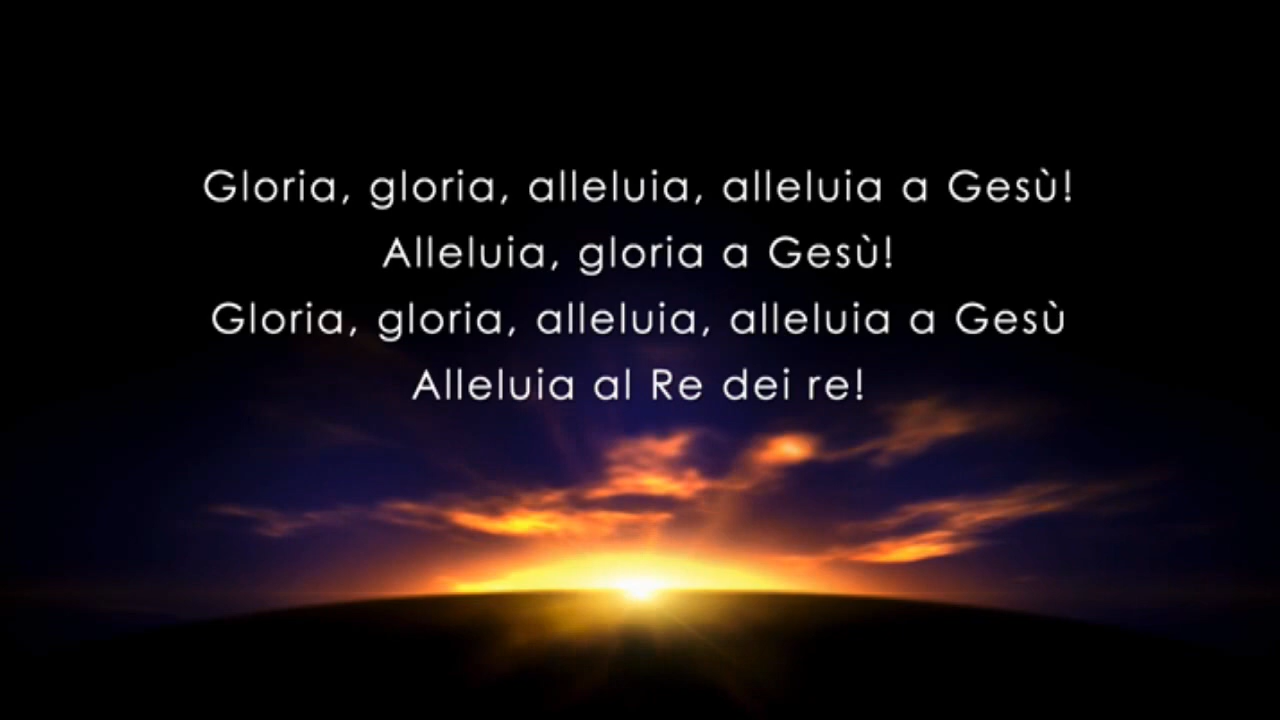 Gloria, gloria, alleluia, alleluia a Gesù!
Alleluia, gloria a Gesù!
Gloria, gloria, alleluia, alleluia a Gesù
Alleluia al Re dei re!